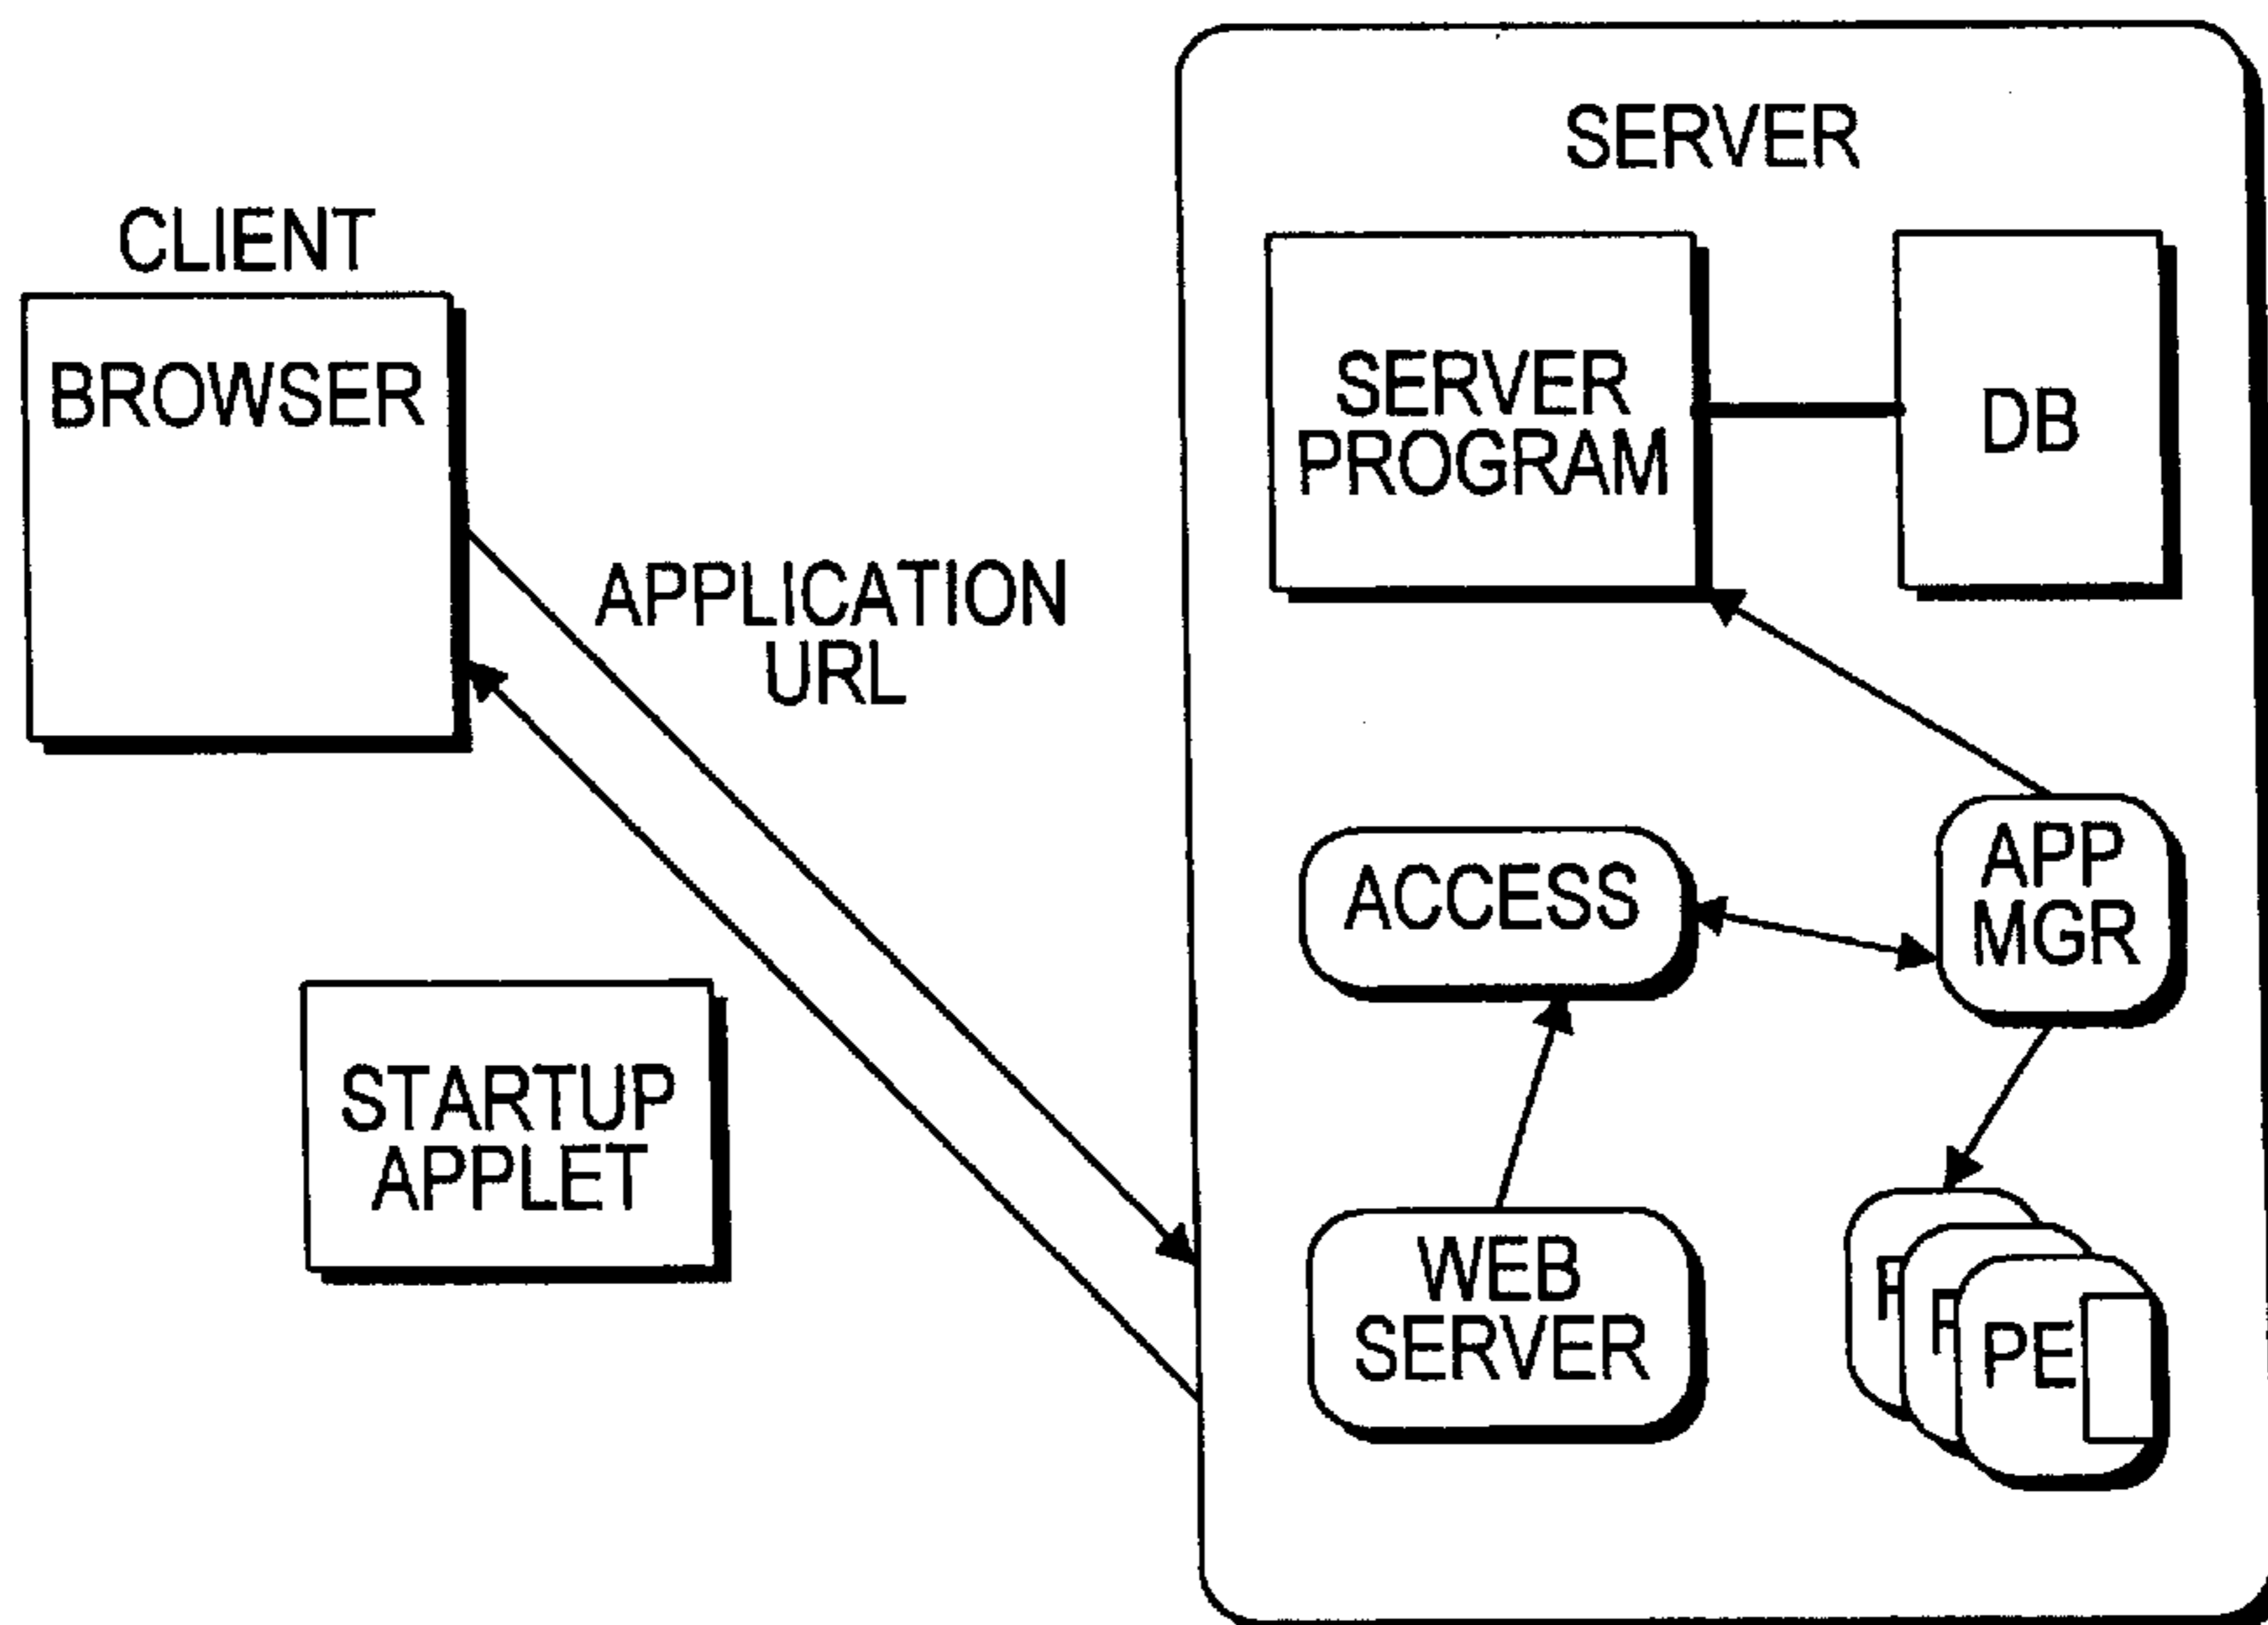 SERVER
CLIENT
BROWSER
SERVER
PROGRAM
DB
APPLICATION
URL
ACCESS
APP
MGR
STARTUP
APPLET
WEB
SERVER
PE